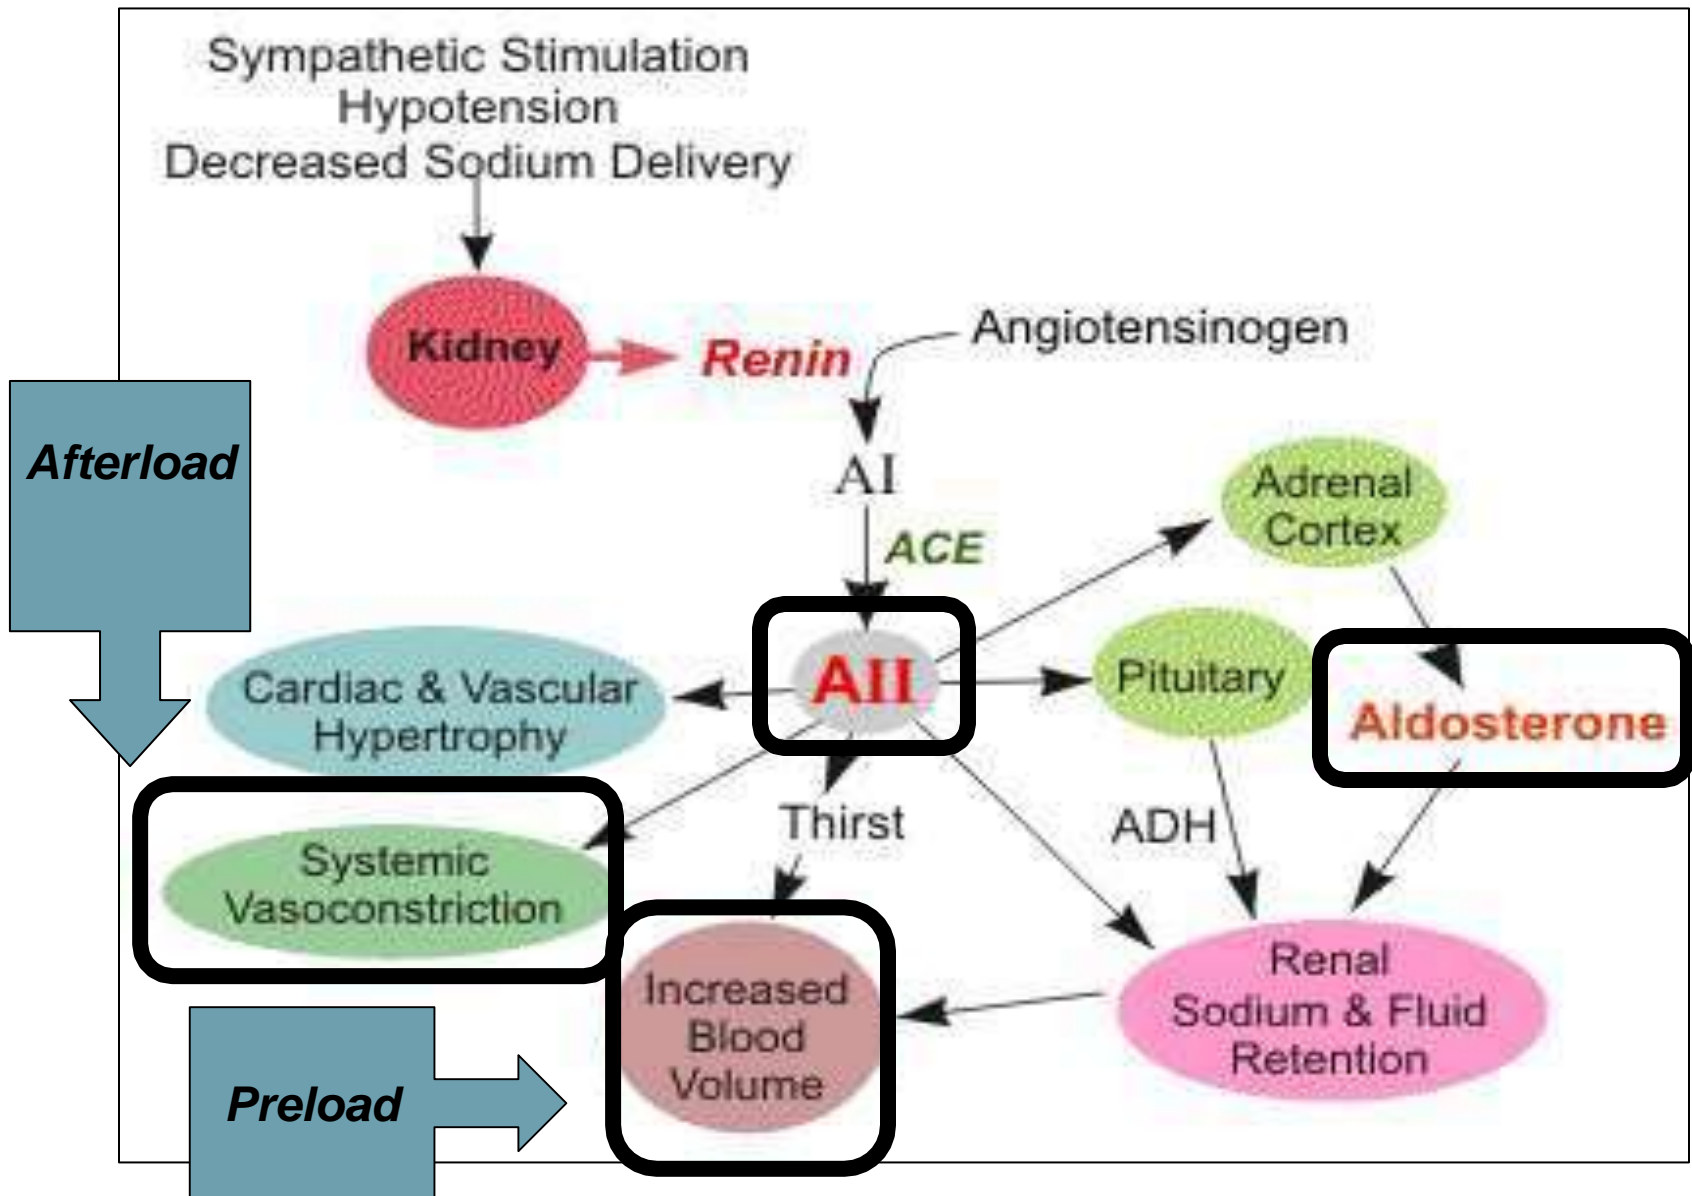 Sympathetic Stimulation
Hypotension
Decreased Sodium Delivery
Kidney
Renin
Angiotensinogen
Afterload
AI
ACE
Adrenal
Cortex
AII
Cardiac & Vascular
Hypertrophy
Pituitary
Aldosterone
Systemic
Vasoconstriction
Thirst
ADH
Increased
Blood
Volume
Renal
Sodium & Fluid
Retention
Preload